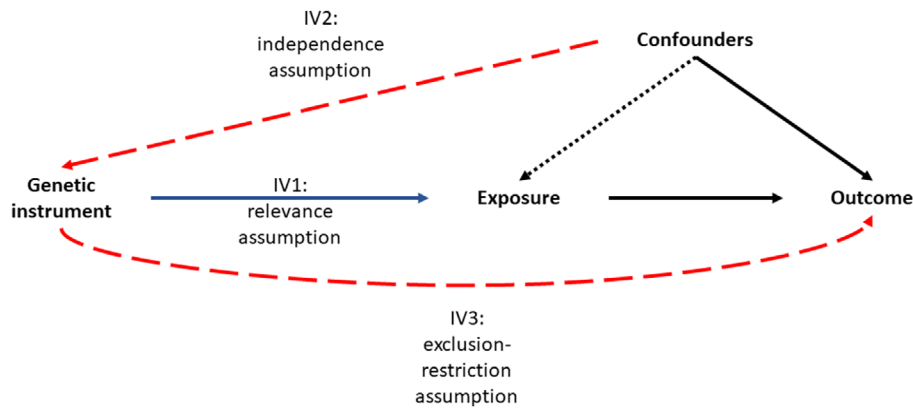 IV2:
independence
assumption
Confounders
Genetic
instrument
IV1:
relevance
assumption
Exposure
Outcome
IV3:
exclusion-
restriction
assumption